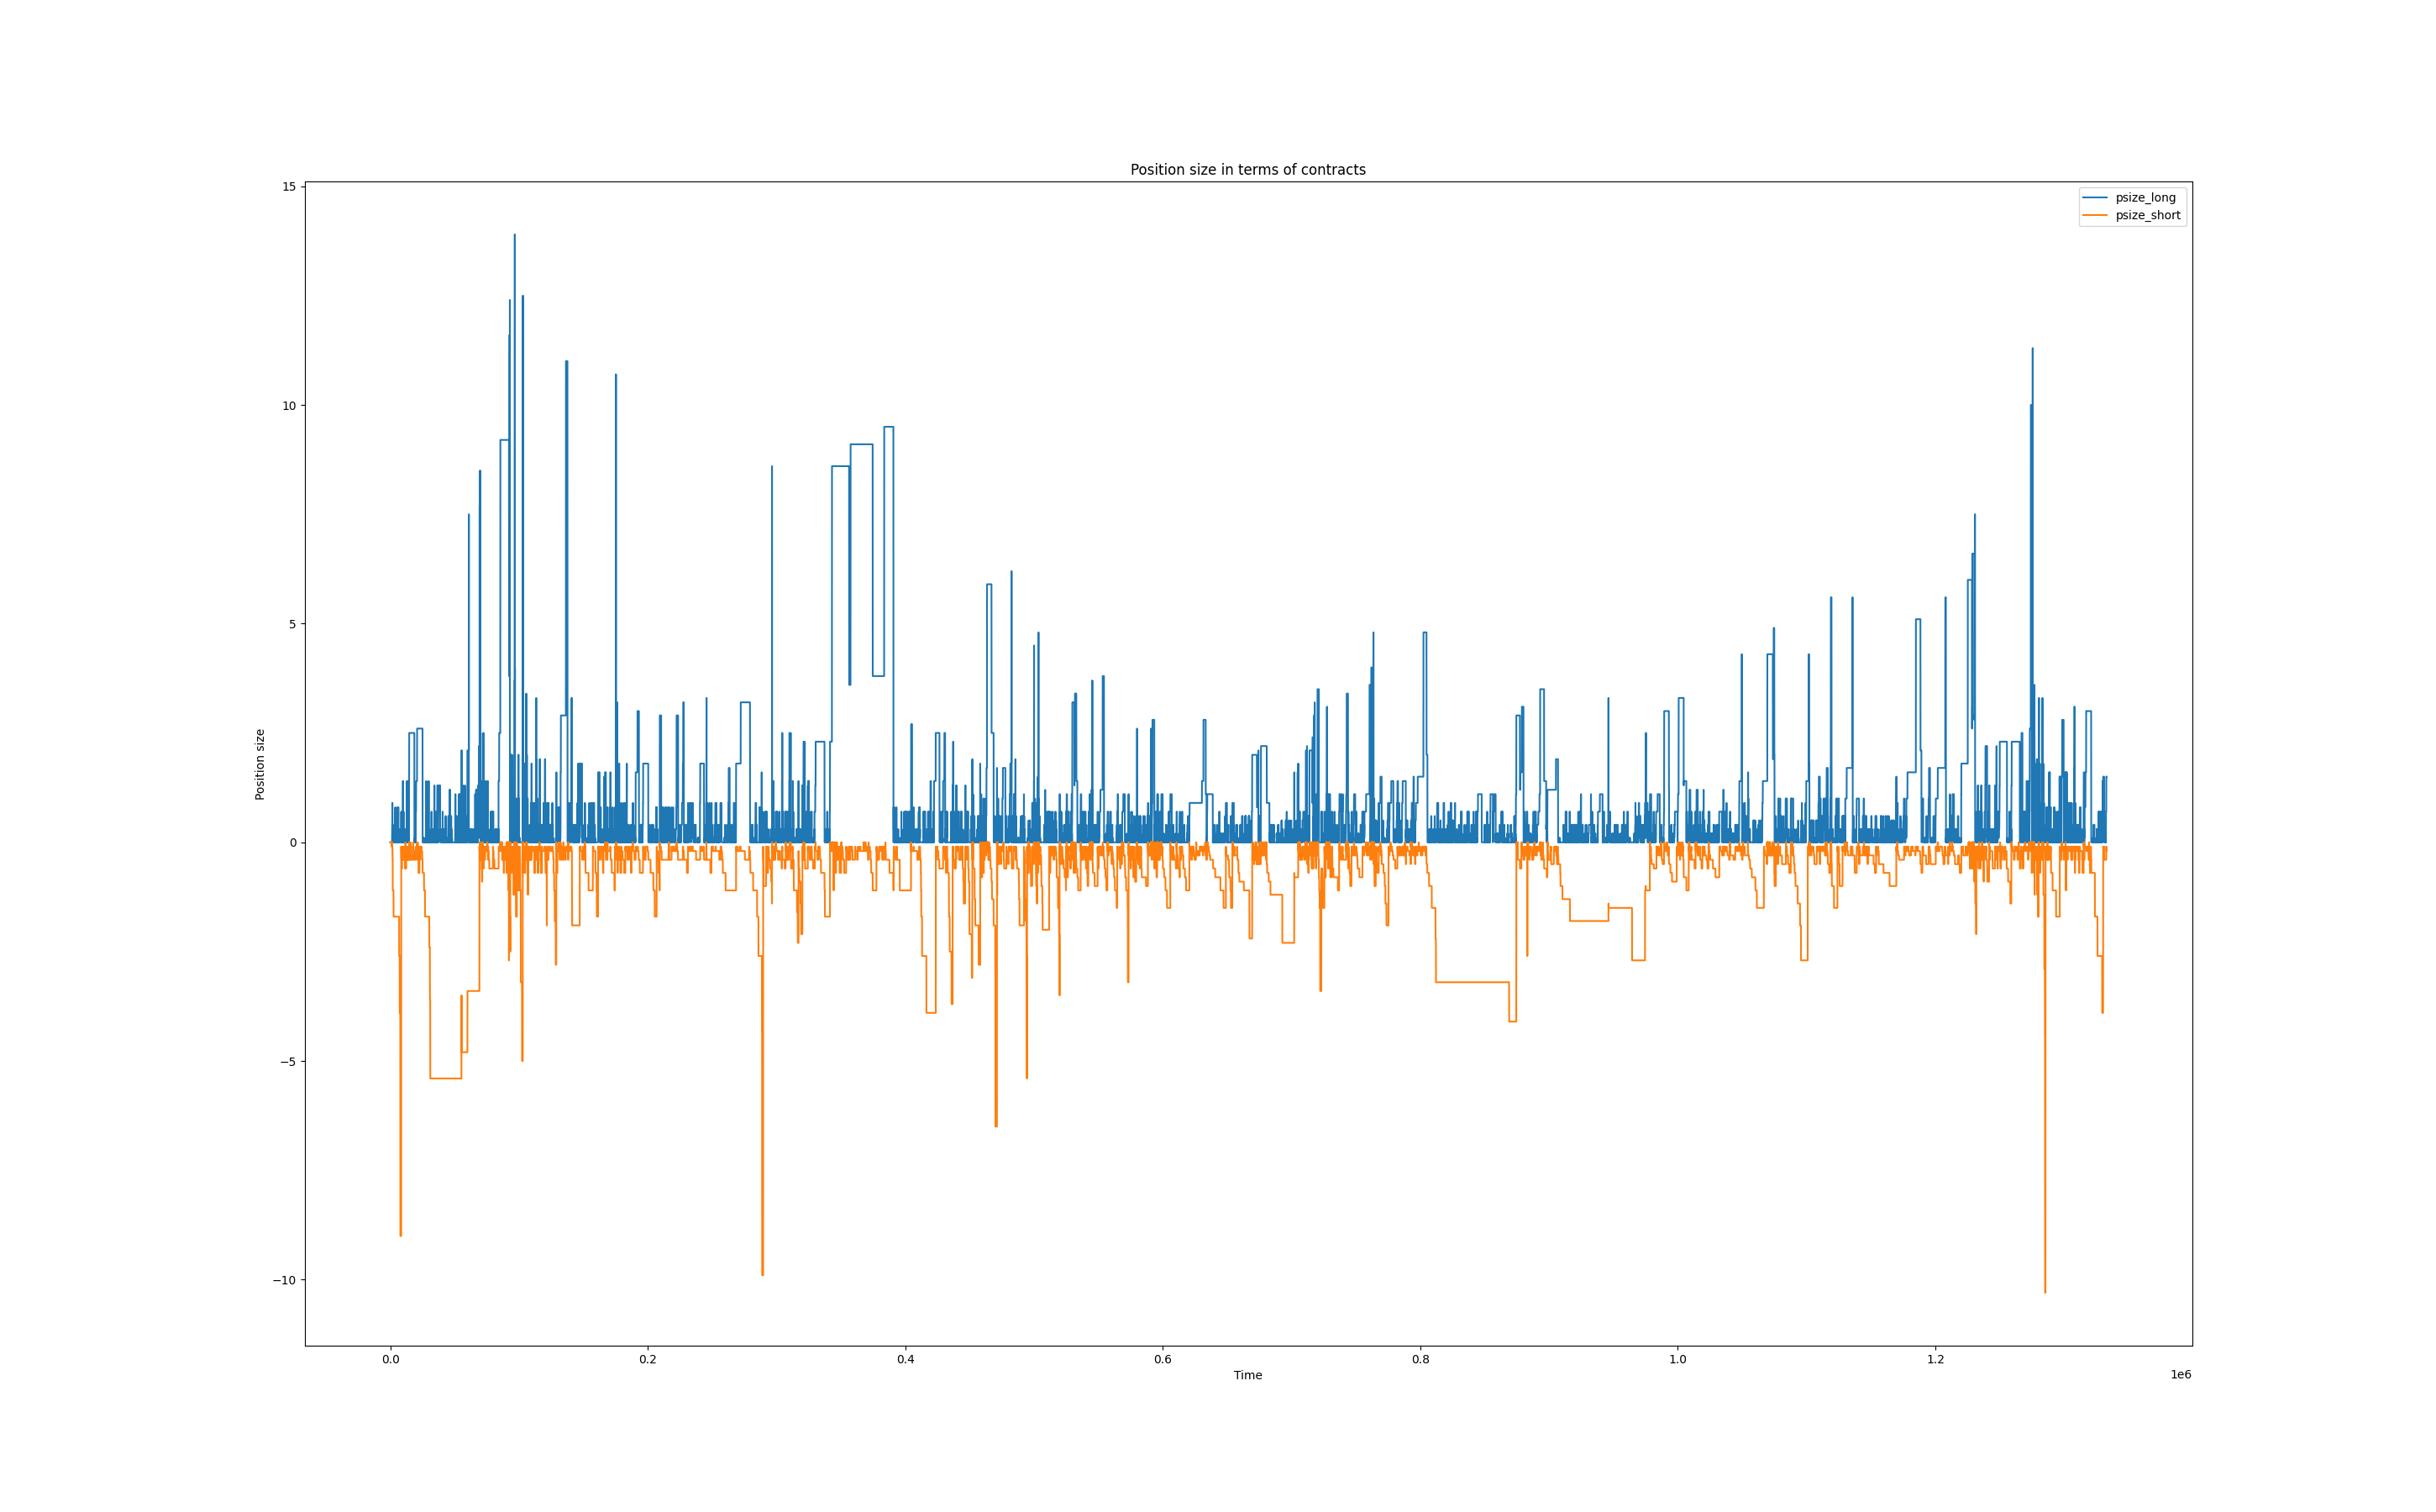 Position size in terms of contracts
psize_long
psize_short
15
10
5
0
−5
−10
Position size
0.0 0.2 0.4 0.6 0.8 1.0 1.2
Time
1e6